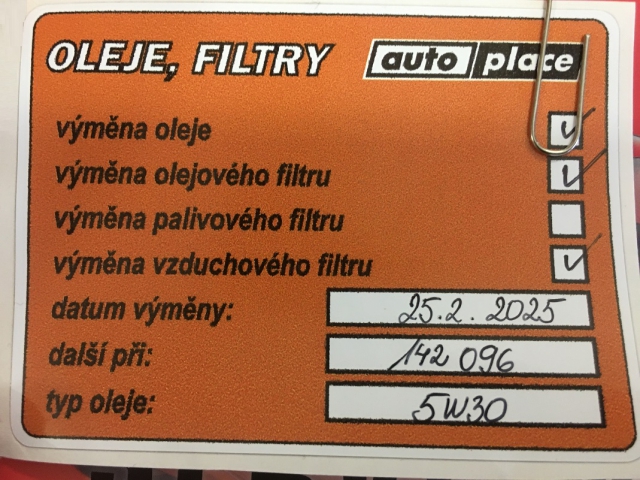 OLEJE, FILTRY auto place
výměna oleje
výměna olejového filtru
výměna palivového filtru
výměna vzduchového filtru
datum výměny: 25.2.2025
další při: 142 096
typ oleje: 5W30